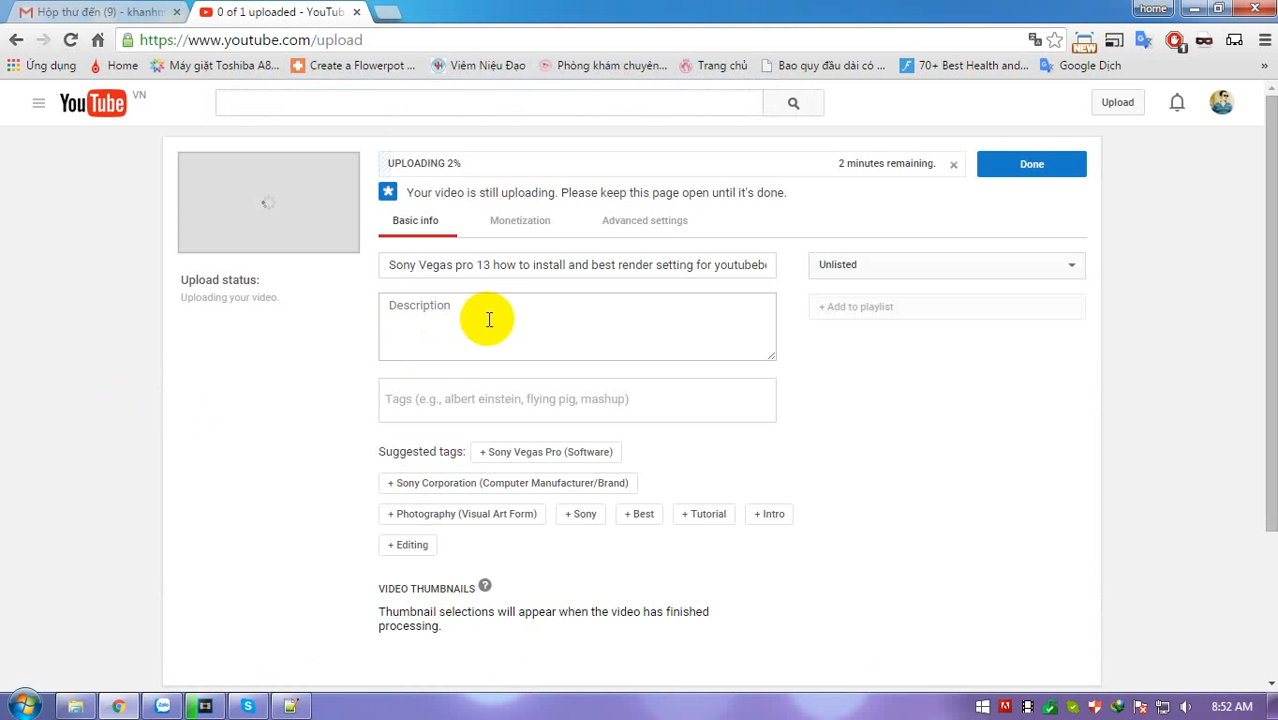 Hộp thư đến (9) - khanhm
0 of 1 uploaded - YouTub
home
https://www.youtube.com/upload
NEW
1
Ứng dụng
Home
Máy giặt Toshiba A8...
Create a Flowerpot ...
Viêm Niệu Đạo
Phòng khám chuyên...
Trang chủ
Bao quy đầu dài có ...
70+ Best Health and...
Google Dịch
»
YouTube VN
Upload
UPLOADING 2%
2 minutes remaining.
Done
Your video is still uploading. Please keep this page open until it's done.
Basic info
Monetization
Advanced settings
Upload status:
Uploading your video.
Sony Vegas pro 13 how to install and best render setting for youtubeb
Unlisted
Description
+ Add to playlist
Tags (e.g., albert einstein, flying pig, mashup)
Suggested tags:
+ Sony Vegas Pro (Software)
+ Sony Corporation (Computer Manufacturer/Brand)
+ Photography (Visual Art Form)
+ Sony
+ Best
+ Tutorial
+ Intro
+ Editing
VIDEO THUMBNAILS ?
Thumbnail selections will appear when the video has finished
processing.
Zalo
8:52 AM